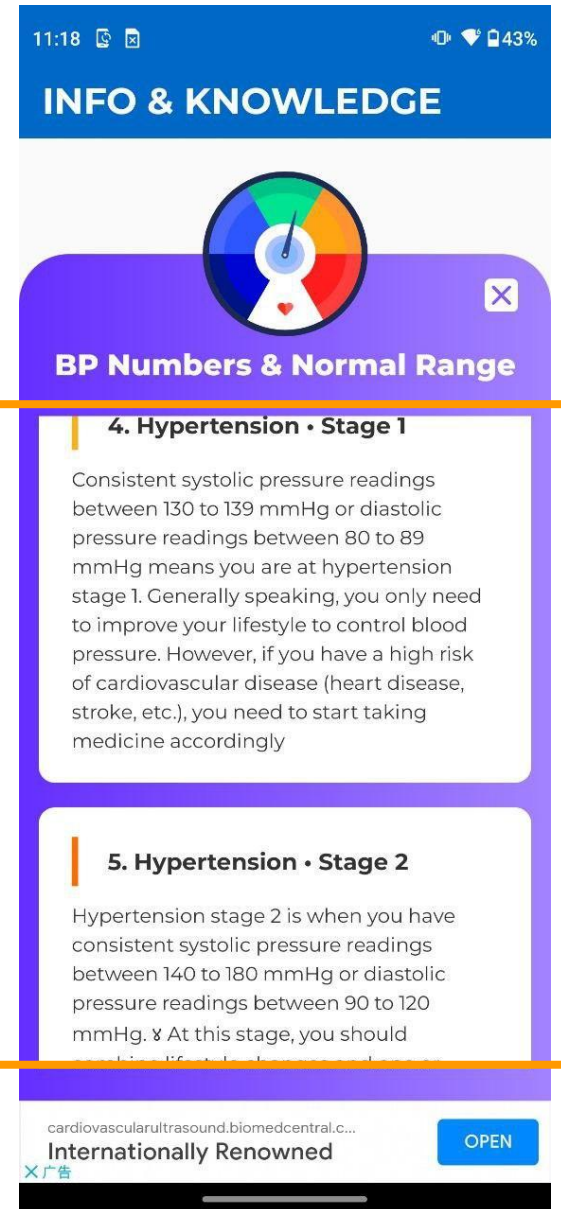 11:18
43%
INFO & KNOWLEDGE
BP Numbers & Normal Range
4. Hypertension • Stage 1
Consistent systolic pressure readings
between 130 to 139 mmHg or diastolic
pressure readings between 80 to 89
mmHg means you are at hypertension
stage 1. Generally speaking, you only need
to improve your lifestyle to control blood
pressure. However, if you have a high risk
of cardiovascular disease (heart disease,
stroke, etc.), you need to start taking
medicine accordingly
5. Hypertension • Stage 2
Hypertension stage 2 is when you have
consistent systolic pressure readings
between 140 to 180 mmHg or diastolic
pressure readings between 90 to 120
mmHg. ४ At this stage, you should
cardiovascularultrasound.biomedcentral.c...
Internationally Renowned
OPEN
广告